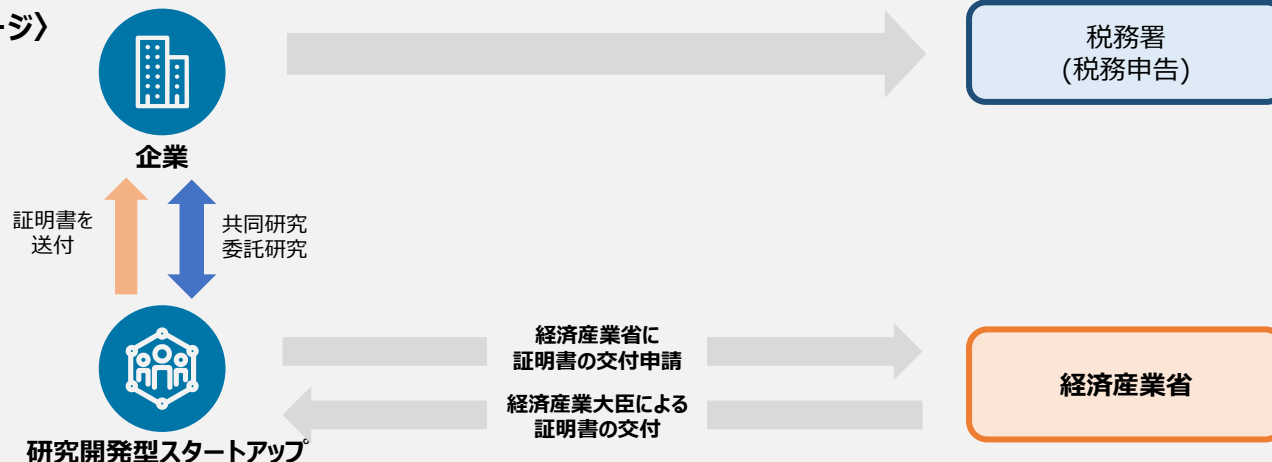 ージ〉
税務署
(税務申告)
企業
証明書を
送付
共同研究
委託研究
経済産業省に
証明書の交付申請
経済産業大臣による
証明書の交付
経済産業省
研究開発型スタートアップ